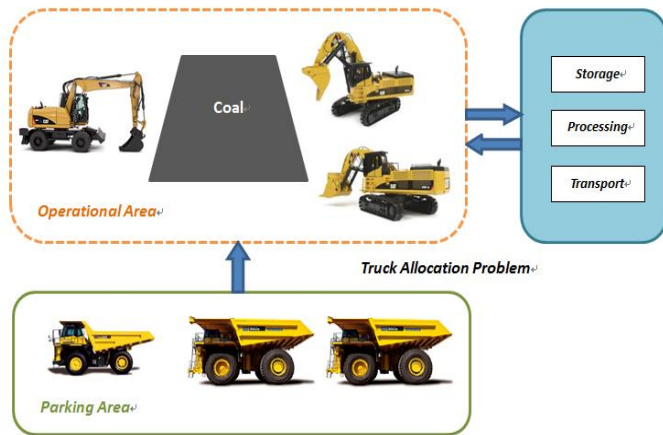 Coal
Storage
Processing
Transport
Operational Area
Truck Allocation Problem
Parking Area